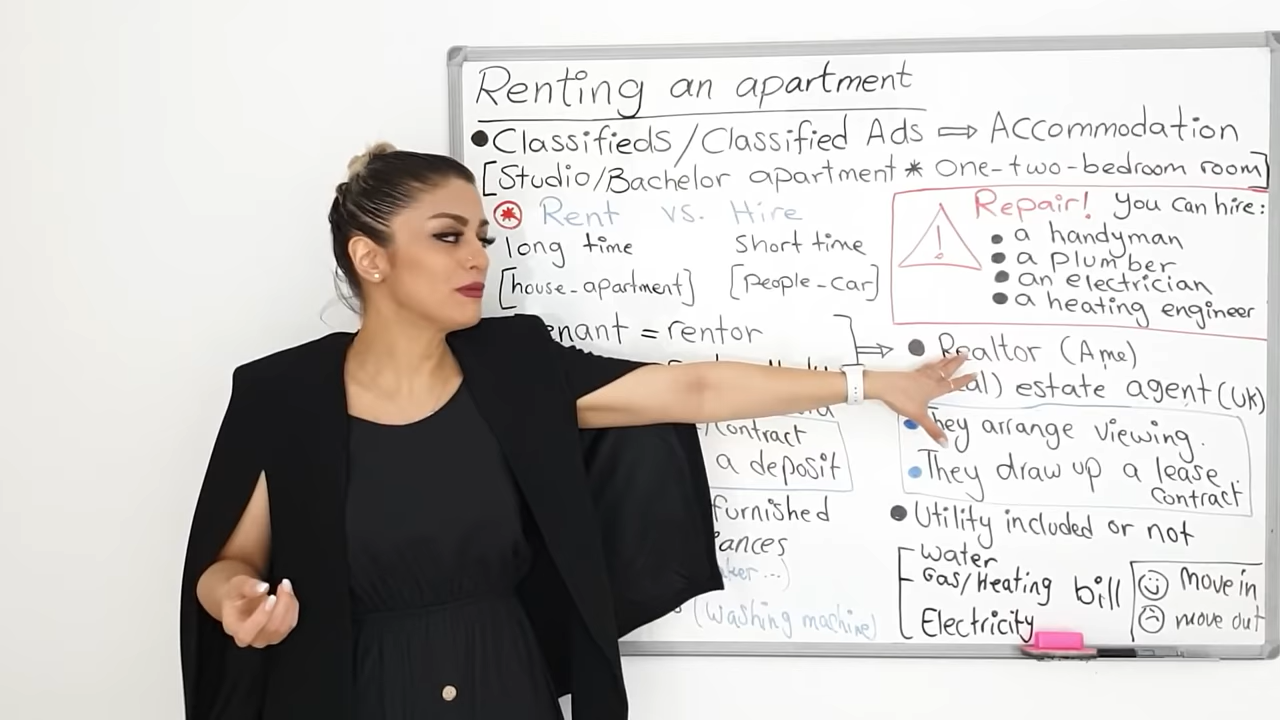 Renting an apartment
Classifieds / Classified Ads ⇒ Accommodation
[Studio/Bachelor apartment * one-two-bedroom room]
Rent vs. Hire
long time Short time
[house-apartment] [people-car]
Repair! You can hire:
a handyman
a plumber
an electrician
a heating engineer
enant = rentor
⇒ Realtor (Ame)
al) estate agent (UK)
/Contract
a deposit
hey arrange viewing.
They draw up a lease
contract
furnished
ances
(Washing machine)
Utility included or not
Water
Gas/Heating bill
Electricity
move in
move out